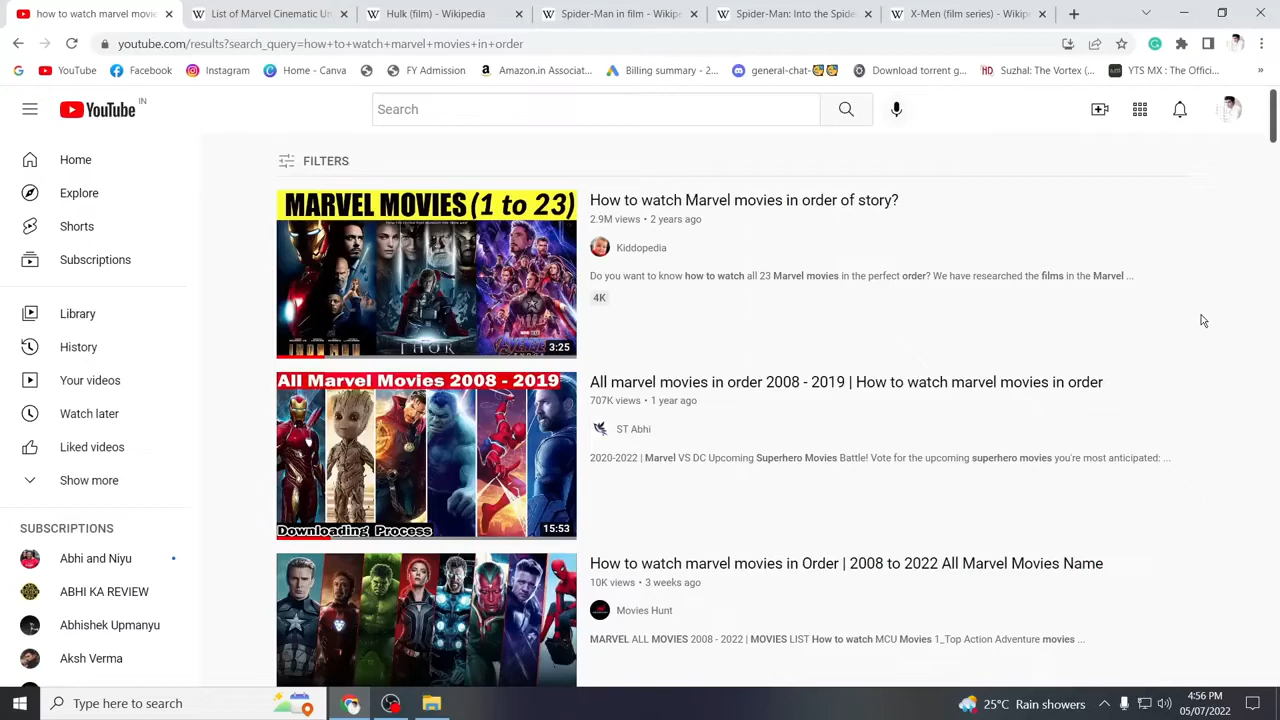 how to watch marvel movie
List of Marvel Cinematic Un
Hulk (film) - Wikipedia
Spider-Man (film) - Wikiped
Spider-Man: Into the Spider
X-Men (film series) - Wikipe
youtube.com/results?search_query=how+to+watch+marvel+movies+in+order
YouTube
Facebook
Instagram
Home - Canva
FY Admission
Amazon.in Associat...
Billing summary - 2...
general-chat-
Download torrent g...
Suzhal: The Vortex (...
YTS MX : The Offici...
YouTube IN
Search
Home
Explore
Shorts
Subscriptions
Library
History
Your videos
Watch later
Liked videos
Show more
SUBSCRIPTIONS
Abhi and Niyu
ABHI KA REVIEW
Abhishek Upmanyu
Aksh Verma
FILTERS
MARVEL MOVIES (1 to 23)
THOR
AVENGERS
3:25
How to watch Marvel movies in order of story?
2.9M views • 2 years ago
Kiddopedia
Do you want to know how to watch all 23 Marvel movies in the perfect order? We have researched the films in the Marvel ...
4K
All Marvel Movies 2008 - 2019
Downloading Process
15:53
All marvel movies in order 2008 - 2019 | How to watch marvel movies in order
707K views • 1 year ago
ST Abhi
2020-2022 | Marvel VS DC Upcoming Superhero Movies Battle! Vote for the upcoming superhero movies you're most anticipated: ...
How to watch marvel movies in Order | 2008 to 2022 All Marvel Movies Name
10K views • 3 weeks ago
Movies Hunt
MARVEL ALL MOVIES 2008 - 2022 | MOVIES LIST How to watch MCU Movies 1_Top Action Adventure movies ...
Type here to search
25°C Rain showers
4:56 PM
05/07/2022